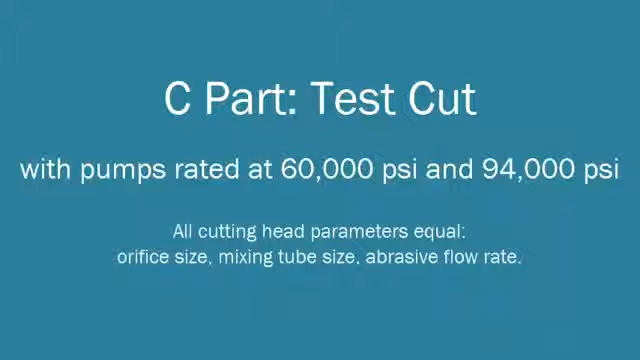 C Part: Test Cut
with pumps rated at 60,000 psi and 94,000 psi
All cutting head parameters equal:
orifice size, mixing tube size, abrasive flow rate.